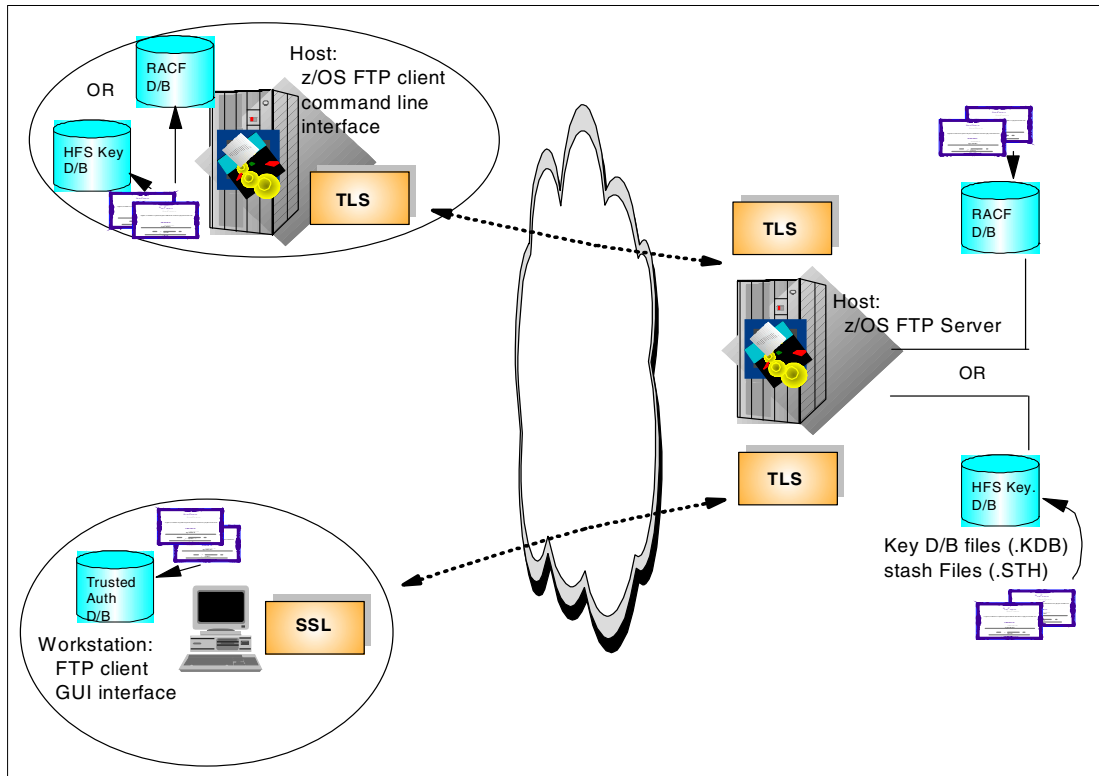 RACF
D/B
OR
HFS Key
D/B
Host:
z/OS FTP client
command line
interface
TLS
TLS
RACF
D/B
Host:
z/OS FTP Server
OR
TLS
HFS Key.
D/B
Key D/B files (.KDB)
stash Files (.STH)
Trusted
Auth
D/B
SSL
Workstation:
FTP client
GUI interface